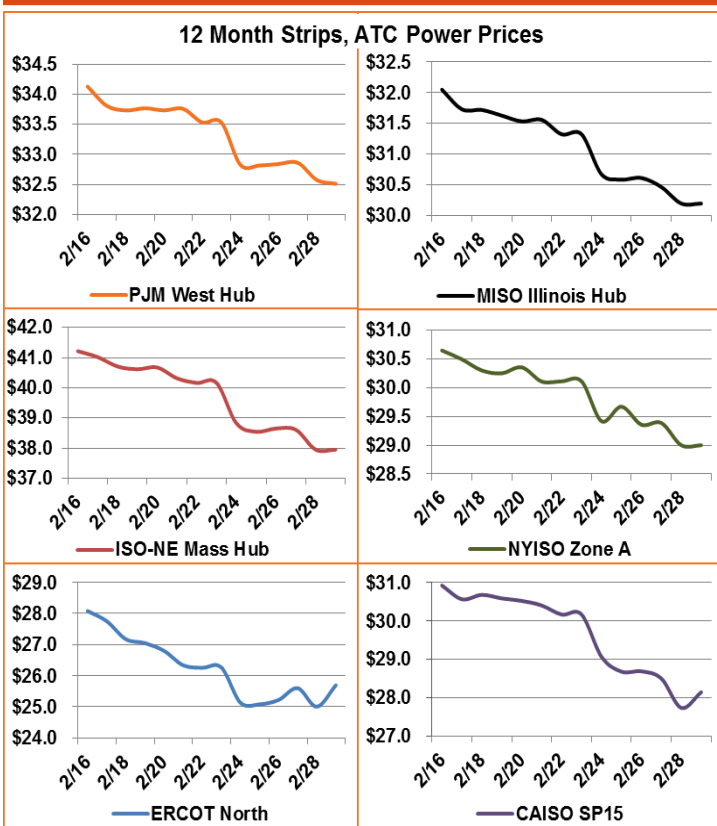 12 Month Strips, ATC Power Prices
$34.5
$34.0
$33.5
$33.0
$32.5
$32.0
2/16 2/18 2/20 2/22 2/24 2/26 2/28
PJM West Hub
$32.5
$32.0
$31.5
$31.0
$30.5
$30.0
2/16 2/18 2/20 2/22 2/24 2/26 2/28
MISO Illinois Hub
$42.0
$41.0
$40.0
$39.0
$38.0
$37.0
2/16 2/18 2/20 2/22 2/24 2/26 2/28
ISO-NE Mass Hub
$31.0
$30.5
$30.0
$29.5
$29.0
$28.5
2/16 2/18 2/20 2/22 2/24 2/26 2/28
NYISO Zone A
$29.0
$28.0
$27.0
$26.0
$25.0
$24.0
2/16 2/18 2/20 2/22 2/24 2/26 2/28
ERCOT North
$31.0
$30.0
$29.0
$28.0
$27.0
2/16 2/18 2/20 2/22 2/24 2/26 2/28
CAISO SP15